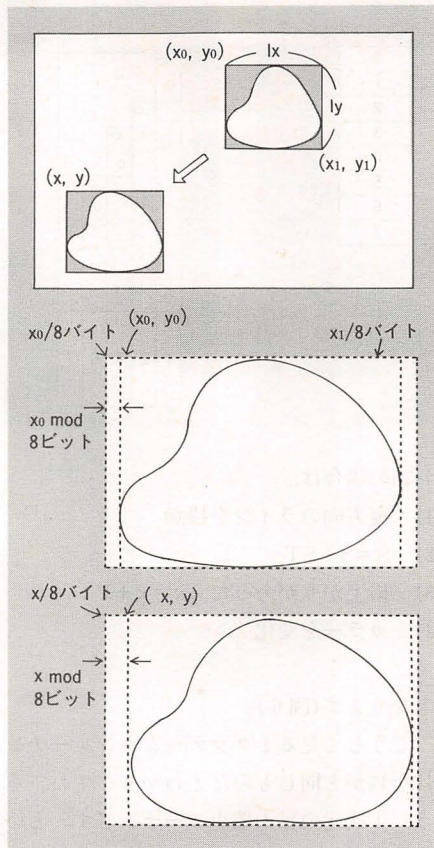 (x0, y0)
lx
ly
(x1, y1)
(x, y)
x0/8バイト
(x0, y0)
x1/8バイト
x0 mod
8ビット
x/8バイト
(x, y)
x mod
8ビット